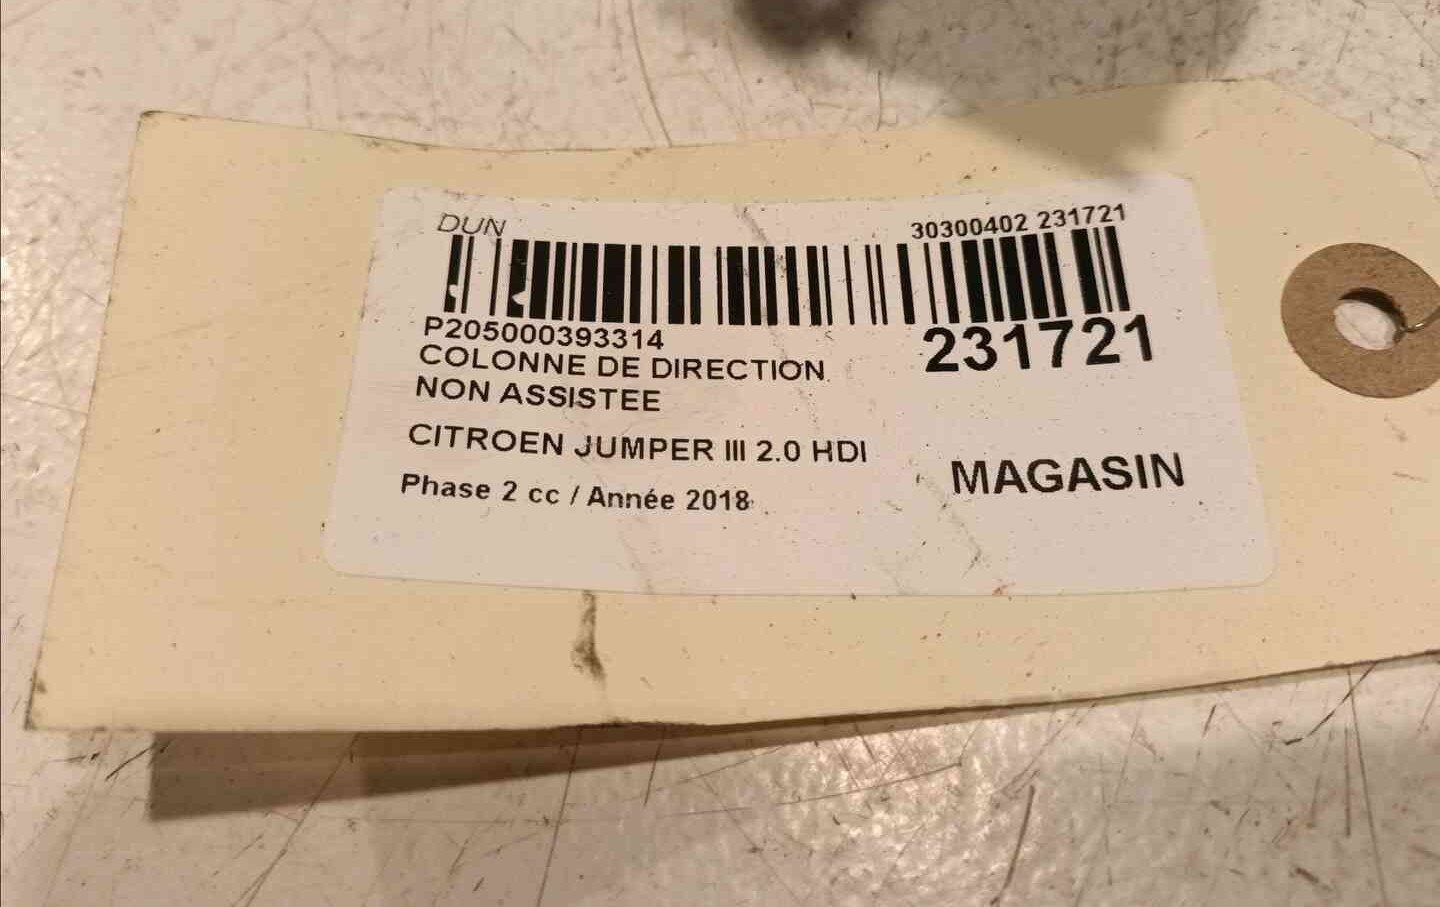 DUN
30300402 231721
P205000393314
231721
COLONNE DE DIRECTION
NON ASSISTEE
CITROEN JUMPER III 2.0 HDI
MAGASIN
Phase 2 cc / Année 2018